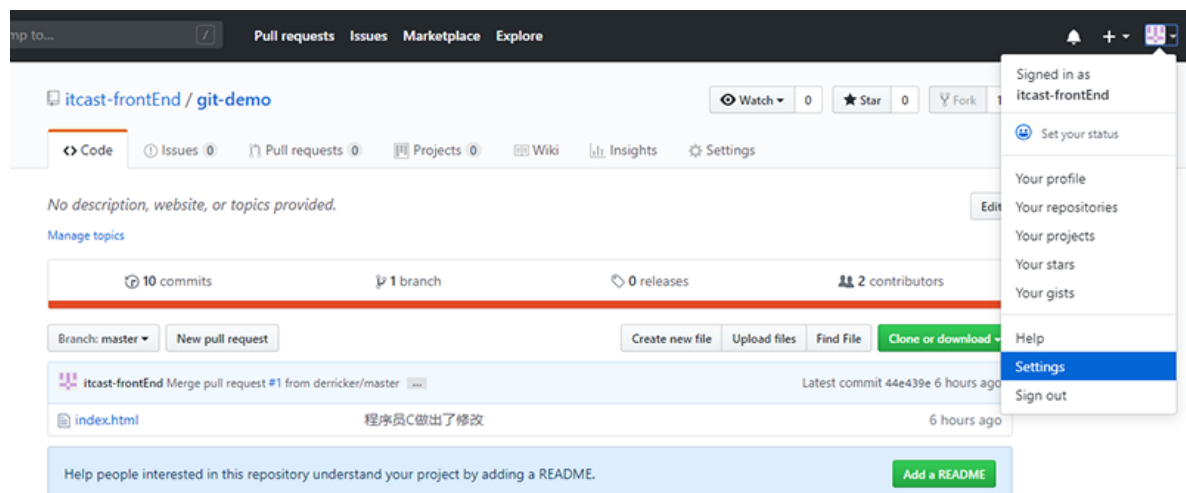 mp to... /
Pull requests Issues Marketplace Explore
Signed in as
itcast-frontEnd
Set your status
Your profile
Your repositories
Your projects
Your stars
Your gists
Help
Settings
Sign out
itcast-frontEnd / git-demo
Watch 0 Star 0 Fork 1
Code Issues 0 Pull requests 0 Projects 0 Wiki Insights Settings
No description, website, or topics provided.
Edit
Manage topics
10 commits 1 branch 0 releases 2 contributors
Branch: master New pull request Create new file Upload files Find File Clone or download
itcast-frontEnd Merge pull request #1 from derricker/master ... Latest commit 44e439e 6 hours ago
index.html 程序员C做出了修改 6 hours ago
Help people interested in this repository understand your project by adding a README. Add a README